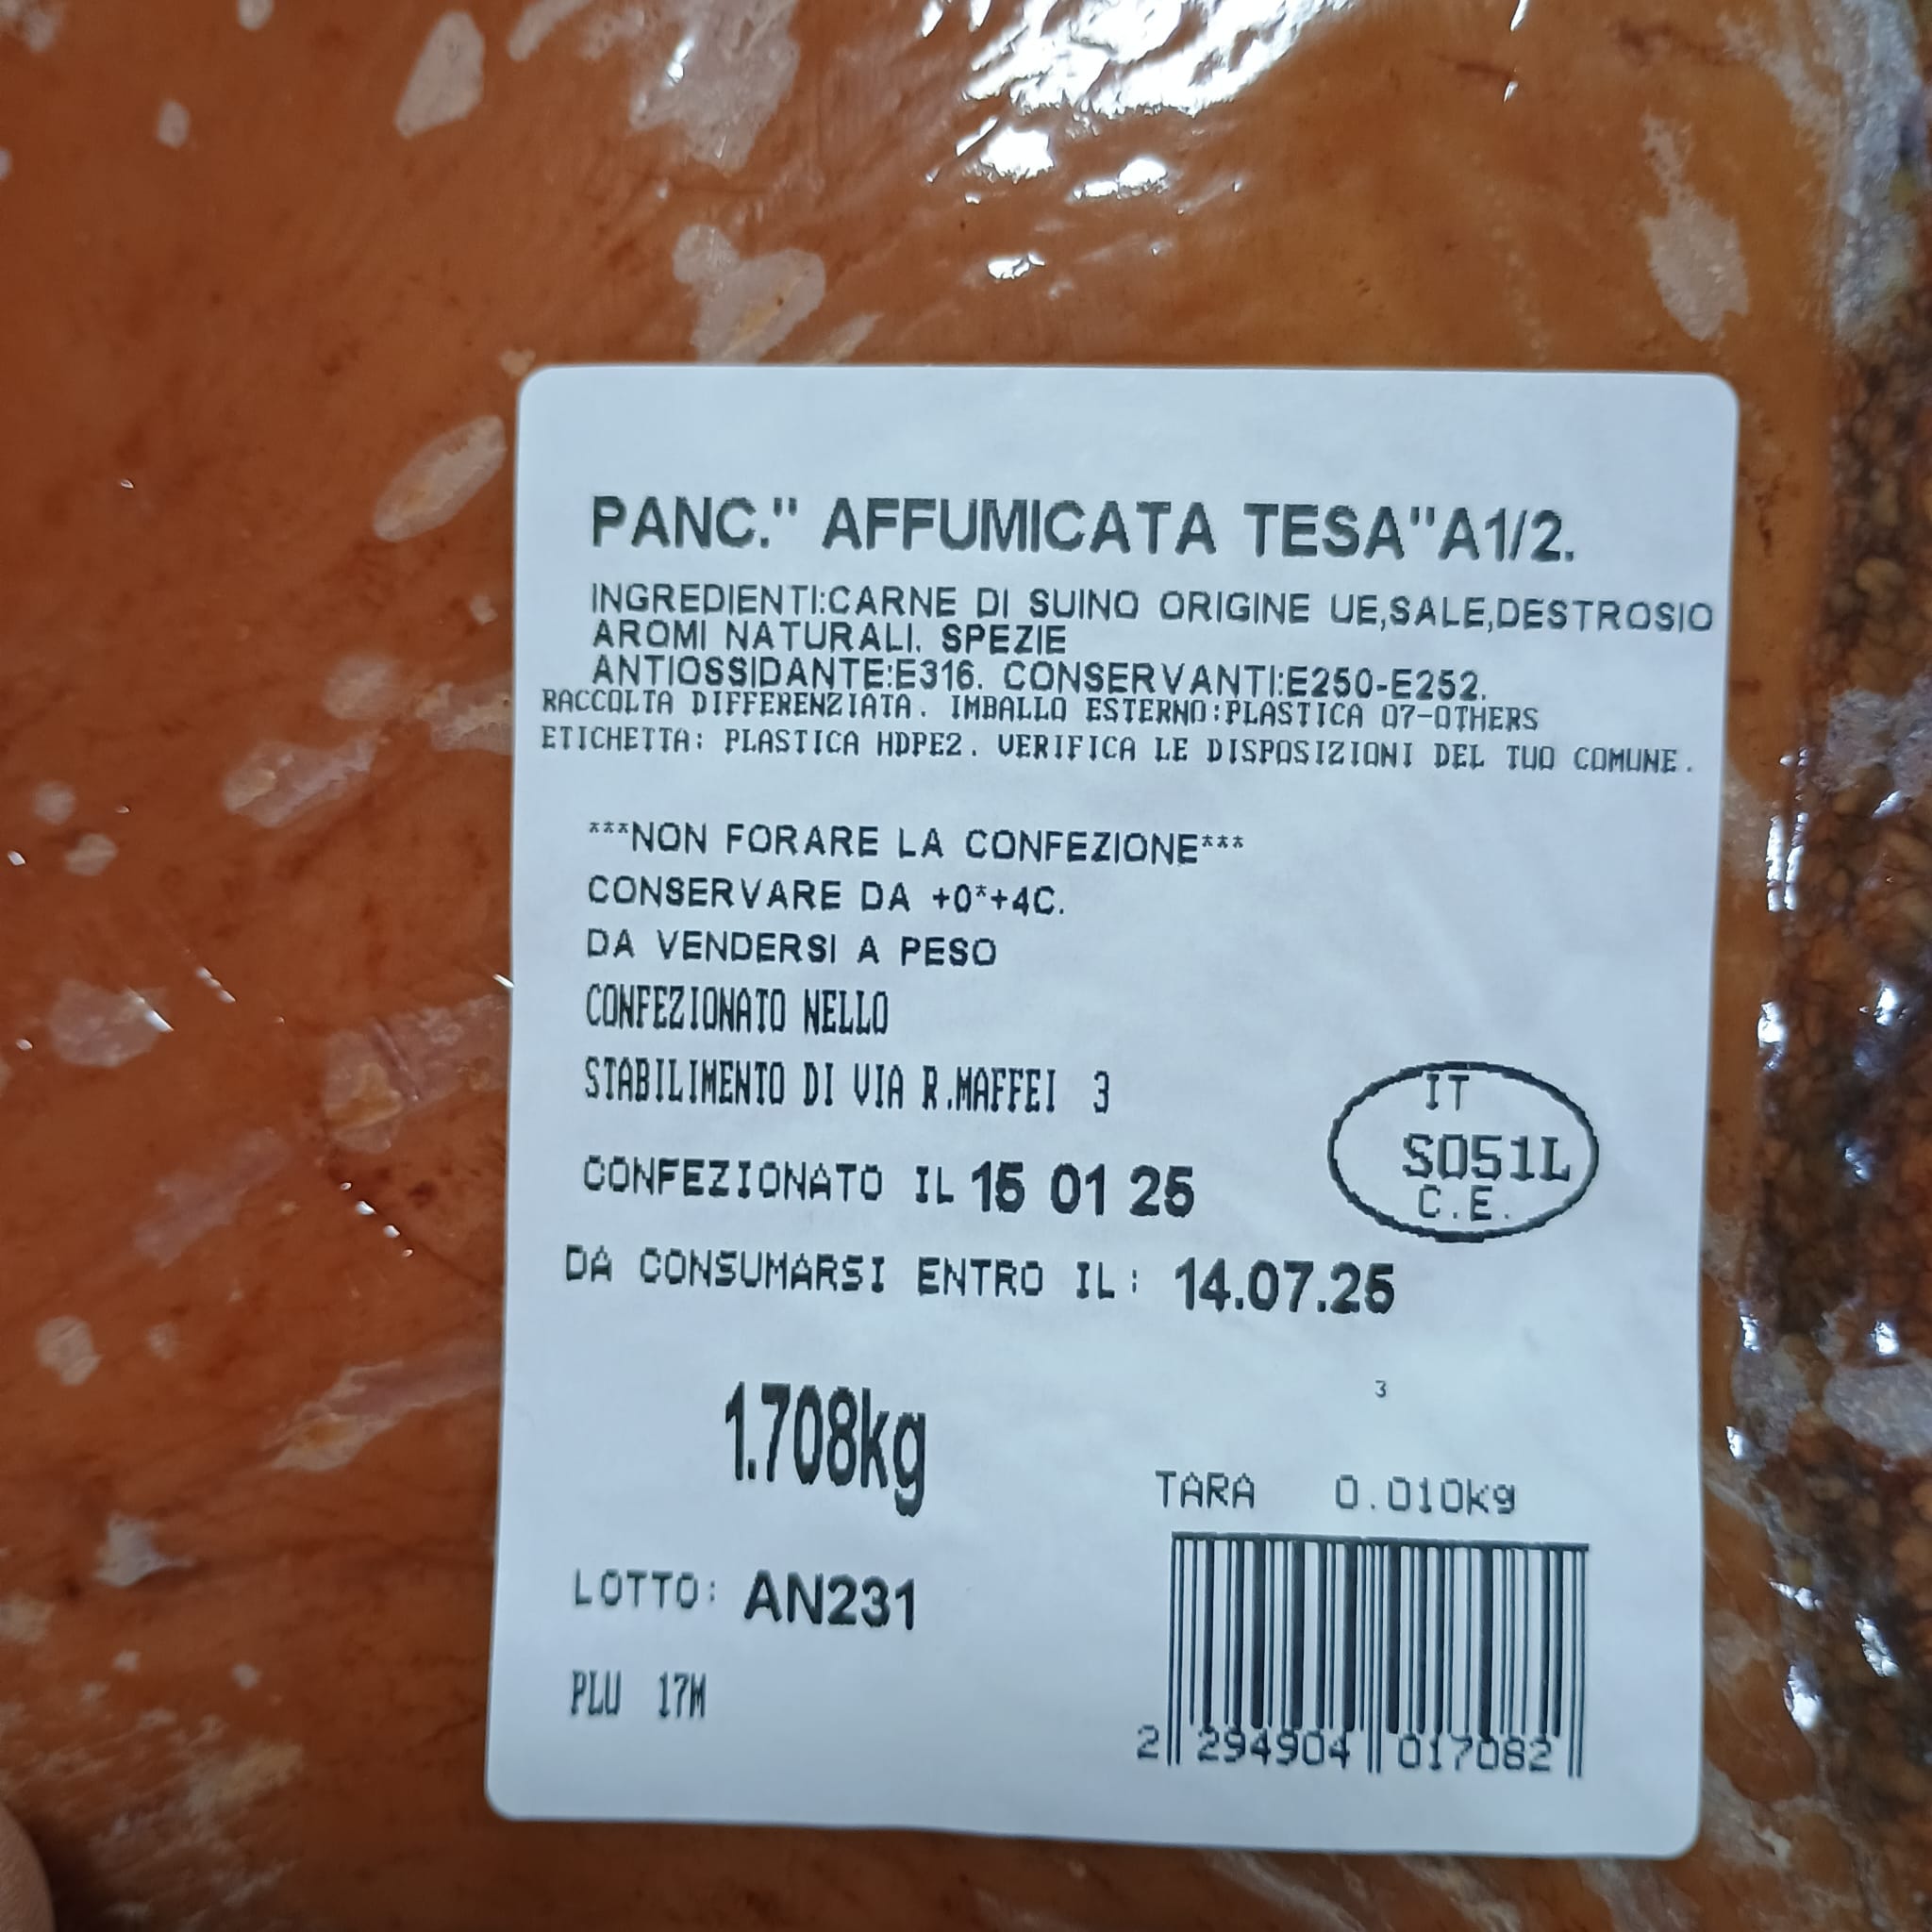 PANC." AFFUMICATA TESA"A1/2.
INGREDIENTI:CARNE DI SUINO ORIGINE UE,SALE,DESTROSIO
AROMI NATURALI. SPEZIE
ANTIOSSIDANTE:E316. CONSERVANTI:E250-E252.
RACCOLTA DIFFERENZIATA. IMBALLO ESTERNO:PLASTICA 07-OTHERS
ETICHETTA: PLASTICA HDPE2. VERIFICA LE DISPOSIZIONI DEL TUO COMUNE.
***NON FORARE LA CONFEZIONE***
CONSERVARE DA +0*+4C.
DA VENDERSI A PESO
CONFEZIONATO NELLO
STABILIMENTO DI VIA R.MAFFEI 3
IT
S051L
C.E.
CONFEZIONATO IL 15 01 25
DA CONSUMARSI ENTRO IL: 14.07.25
3
1.708kg
TARA 0.010kg
LOTTO: AN231
PLU 17M
2 294904 017082